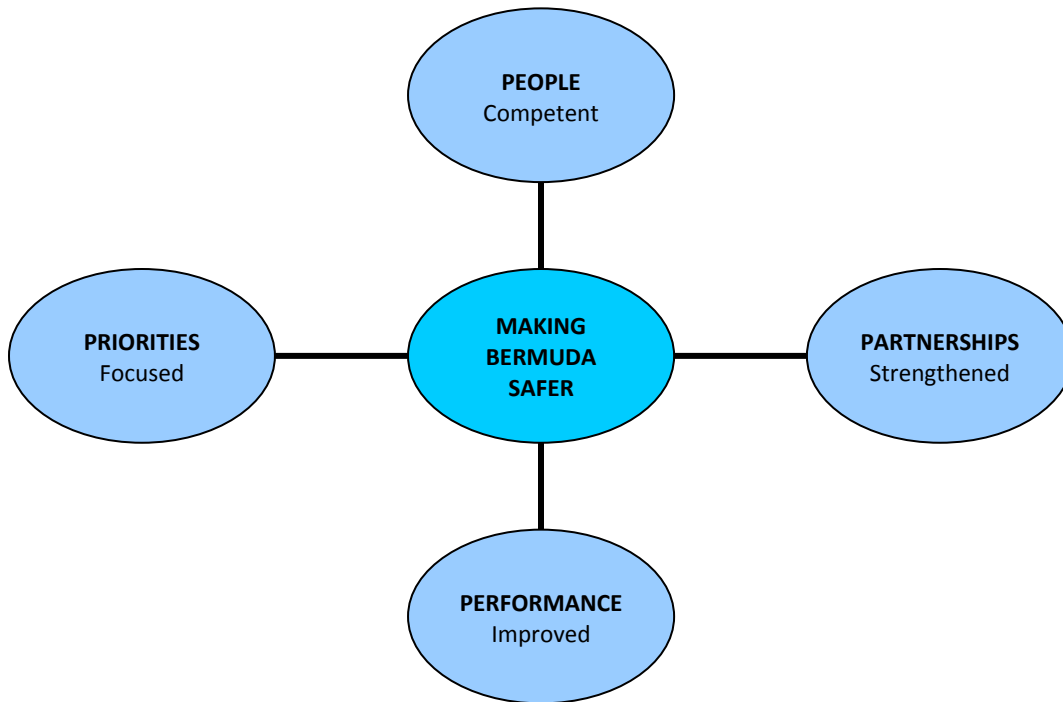 PEOPLE
Competent
PRIORITIES
Focused
MAKING
BERMUDA
SAFER
PARTNERSHIPS
Strengthened
PERFORMANCE
Improved